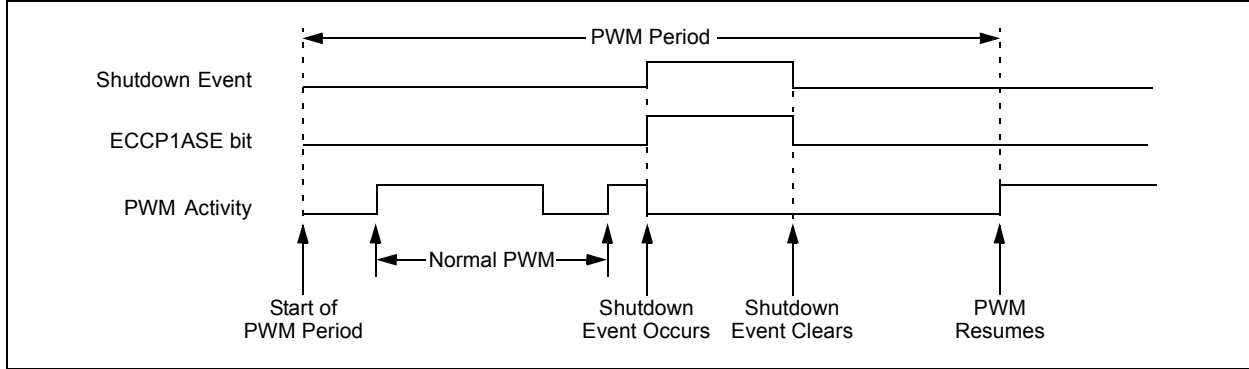 PWM Period
Shutdown Event
ECCP1ASE bit
PWM Activity
Normal PWM
Start of
PWM Period
Shutdown
Event Occurs
Shutdown
Event Clears
PWM
Resumes